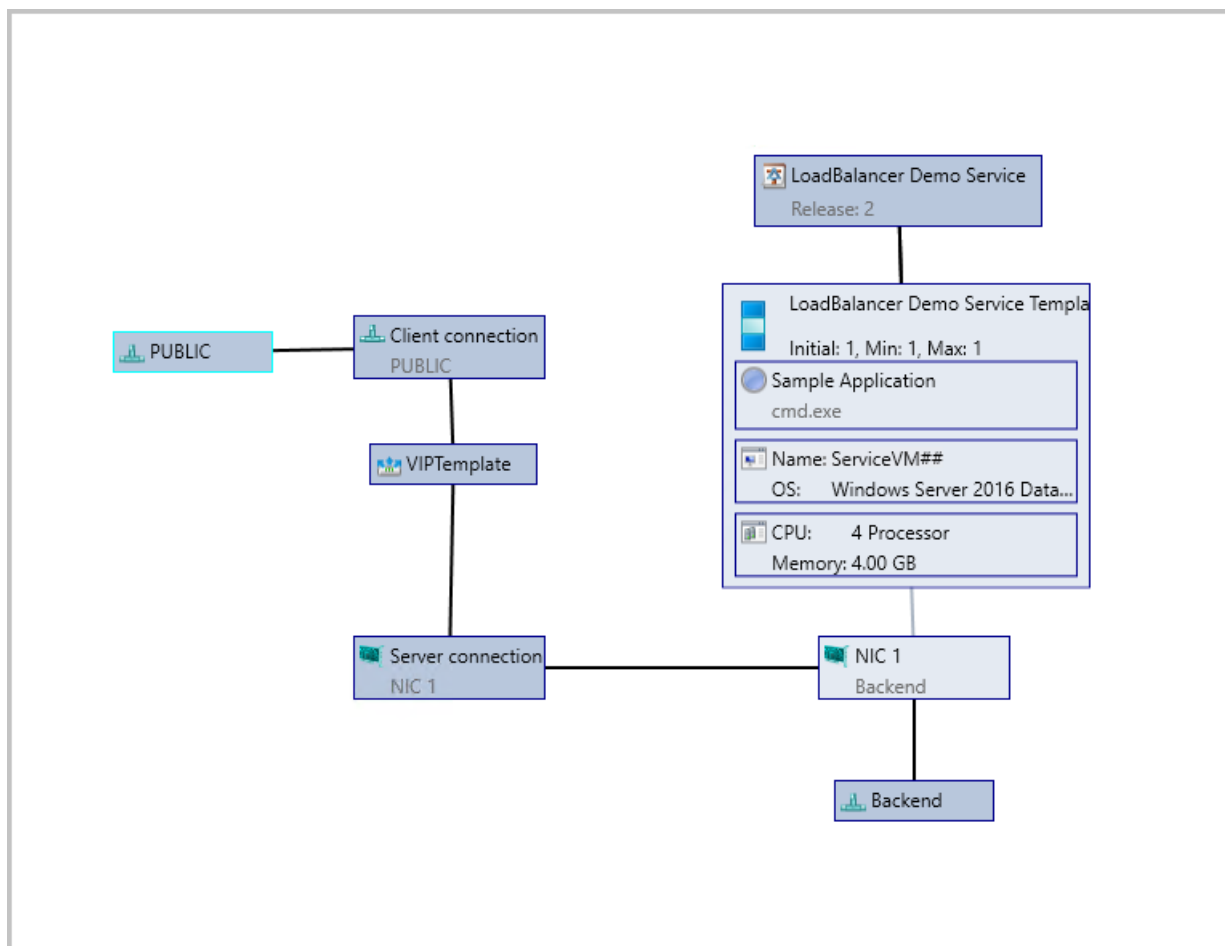 LoadBalancer Demo Service
Release: 2
LoadBalancer Demo Service Templa
Initial: 1, Min: 1, Max: 1
Sample Application
cmd.exe
Name: ServiceVM##
OS: Windows Server 2016 Data...
CPU: 4 Processor
Memory: 4.00 GB
PUBLIC
Client connection
PUBLIC
VIPTemplate
Server connection
NIC 1
NIC 1
Backend
Backend